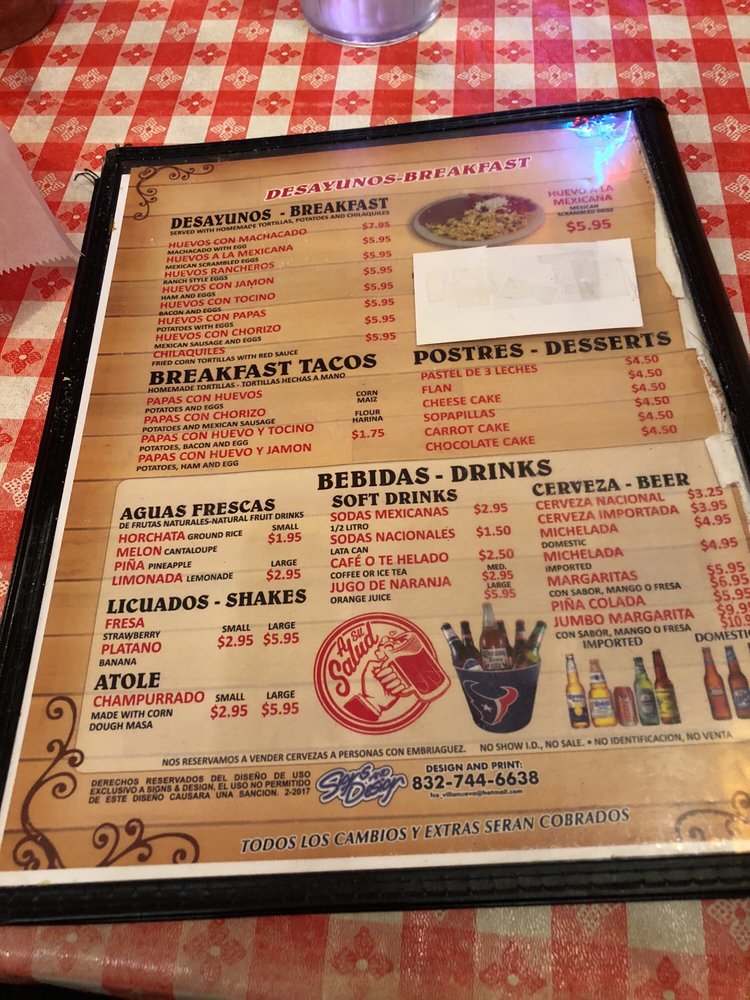 DESAYUNOS-BREAKFAST
DESAYUNOS - BREAKFAST
SERVED WITH HOMEMADE TORTILLAS, POTATOES AND CHILAQUILES
HUEVOS CON MACHACADO $7.95
MACHACADO WITH EGG
HUEVOS A LA MEXICANA $5.95
MEXICAN SCRAMBLED EGGS
HUEVOS RANCHEROS $5.95
RANCH STYLE EGGS
HUEVOS CON JAMON $5.95
HAM AND EGGS
HUEVOS CON TOCINO $5.95
BACON AND EGGS
HUEVOS CON PAPAS $5.95
POTATOES WITH EGGS
HUEVOS CON CHORIZO $5.95
MEXICAN SAUSAGE AND EGGS
CHILAQUILES $5.95
FRIED CORN TORTILLAS WITH RED SAUCE
HUEVO A LA
MEXICANA
MEXICAN
SCRAMBLED EGGS
$5.95
BREAKFAST TACOS
HOMEMADE TORTILLAS - TORTILLAS HECHAS A MANO
PAPAS CON HUEVOS
POTATOES AND EGGS
PAPAS CON CHORIZO
POTATOES AND MEXICAN SAUSAGE
PAPAS CON HUEVO Y TOCINO $1.75
POTATOES, BACON AND EGG
PAPAS CON HUEVO Y JAMON
POTATOES, HAM AND EGG
CORN
MAIZ
FLOUR
HARINA
POSTRES - DESSERTS
PASTEL DE 3 LECHES $4.50
FLAN $4.50
CHEESE CAKE $4.50
SOPAPILLAS $4.50
CARROT CAKE $4.50
CHOCOLATE CAKE $4.50
BEBIDAS - DRINKS
AGUAS FRESCAS
DE FRUTAS NATURALES-NATURAL FRUIT DRINKS
HORCHATA GROUND RICE
MELON CANTALOUPE
PIÑA PINEAPPLE
LIMONADA LEMONADE
SMALL
$1.95
LARGE
$2.95
LICUADOS - SHAKES
FRESA
STRAWBERRY
PLATANO
BANANA
SMALL LARGE
$2.95 $5.95
ATOLE
CHAMPURRADO
MADE WITH CORN
DOUGH MASA
SMALL LARGE
$2.95 $5.95
SOFT DRINKS
SODAS MEXICANAS $2.95
1/2 LITRO
SODAS NACIONALES $1.50
LATA CAN
CAFÉ O TE HELADO $2.50
COFFEE OR ICE TEA
JUGO DE NARANJA
ORANGE JUICE
MED.
$2.95
LARGE
$5.95
CERVEZA - BEER
CERVEZA NACIONAL $3.25
CERVEZA IMPORTADA $3.95
MICHELADA $4.95
DOMESTIC
MICHELADA $4.95
IMPORTED
MARGARITAS $5.95
CON SABOR, MANGO O FRESA $6.95
PIÑA COLADA $5.95
JUMBO MARGARITA
CON SABOR, MANGO O FRESA
IMPORTED
A Su
Salud
NOS RESERVAMOS A VENDER CERVEZAS A PERSONAS CON EMBRIAGUEZ. NO SHOW I.D., NO SALE. • NO IDENTIFICACION, NO VENTA
DERECHOS RESERVADOS DEL DISEÑO DE USO
EXCLUSIVO A SIGNS & DESIGN, EL USO NO PERMITIDO
DE ESTE DISEÑO CAUSARA UNA SANCION. 2-2017
DESIGN AND PRINT:
832-744-6638
TODOS LOS CAMBIOS Y EXTRAS SERAN COBRADOS